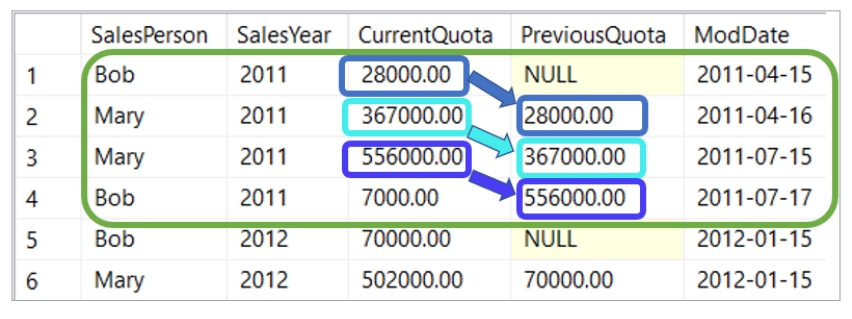 SalesPerson SalesYear CurrentQuota PreviousQuota ModDate
1 Bob 2011 28000.00 NULL 2011-04-15
2 Mary 2011 367000.00 28000.00 2011-04-16
3 Mary 2011 556000.00 367000.00 2011-07-15
4 Bob 2011 7000.00 556000.00 2011-07-17
5 Bob 2012 70000.00 NULL 2012-01-15
6 Mary 2012 502000.00 70000.00 2012-01-15